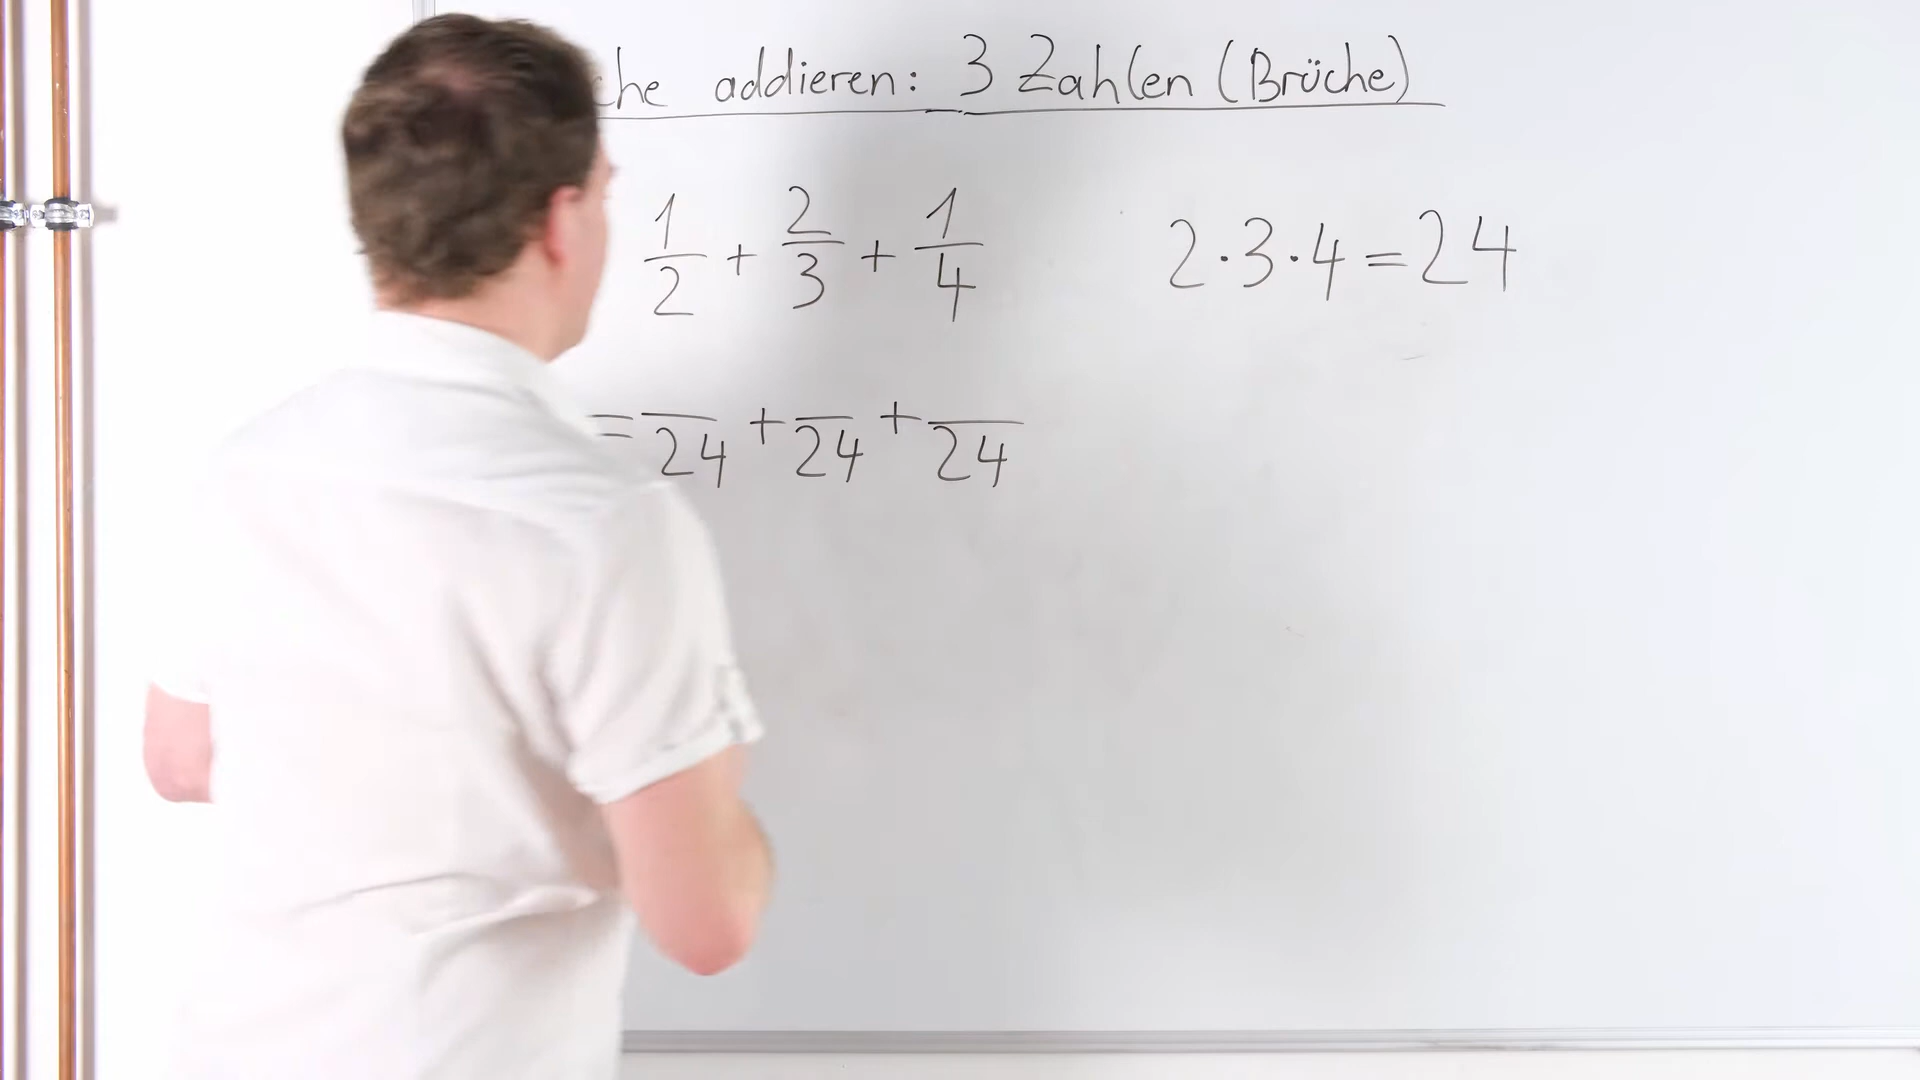 che addieren: 3 Zahlen (Brüche)
1/2 + 2/3 + 1/4
2·3·4=24
= /24 + /24 + /24